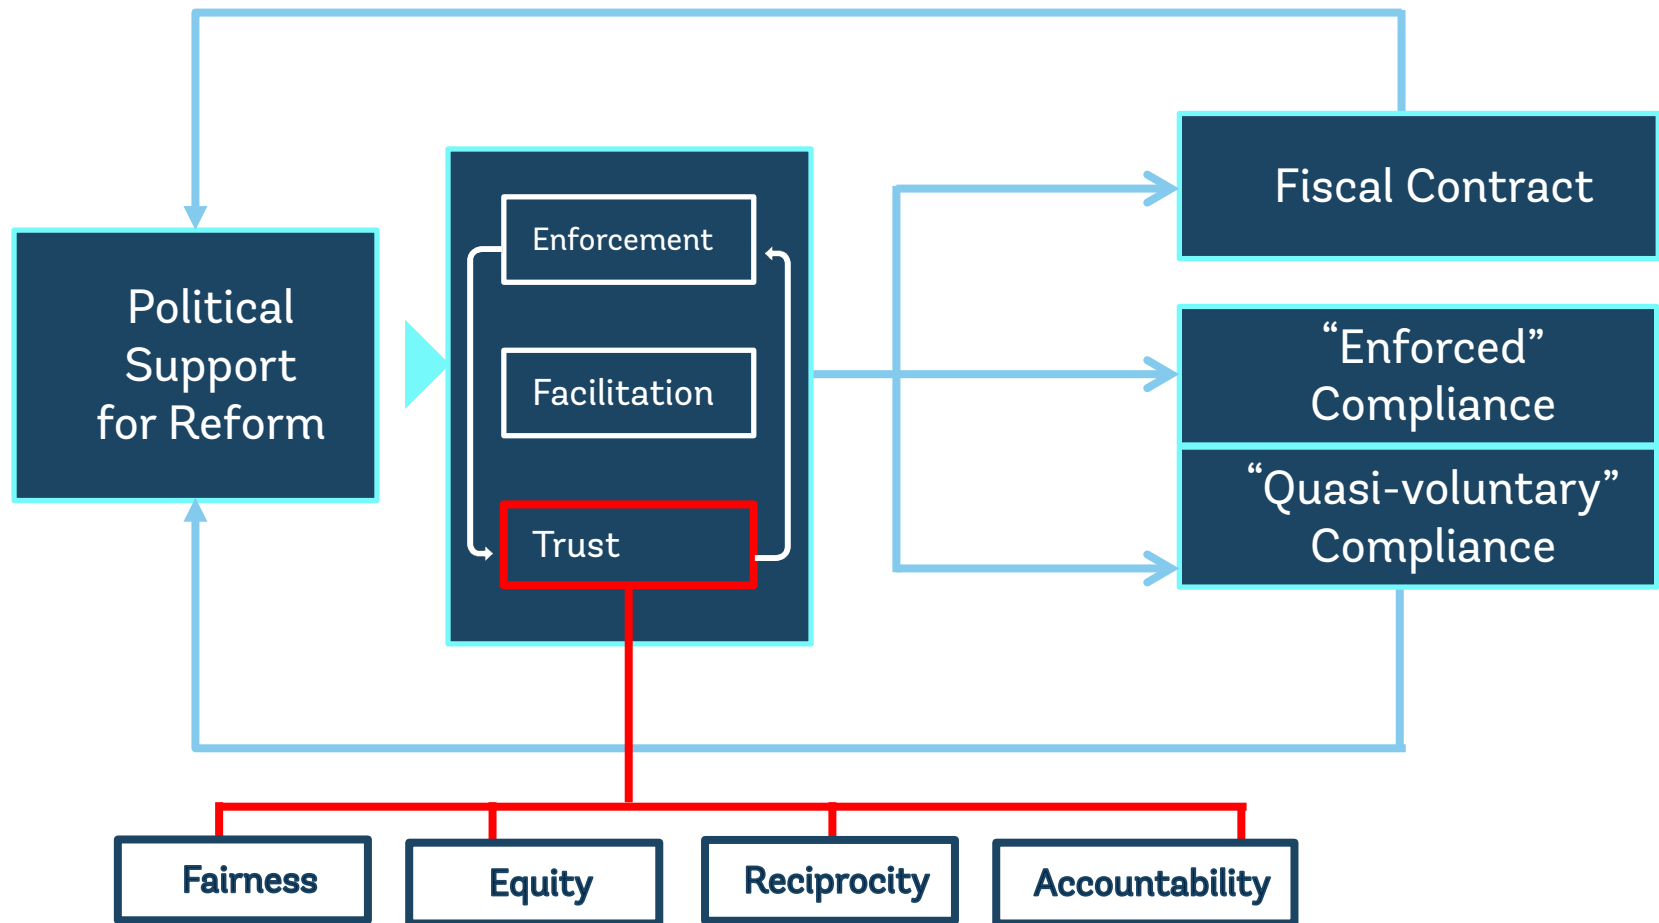 Political
Support
for Reform
Enforcement
Facilitation
Trust
Fiscal Contract
“Enforced”
Compliance
“Quasi-voluntary”
Compliance
Fairness
Equity
Reciprocity
Accountability